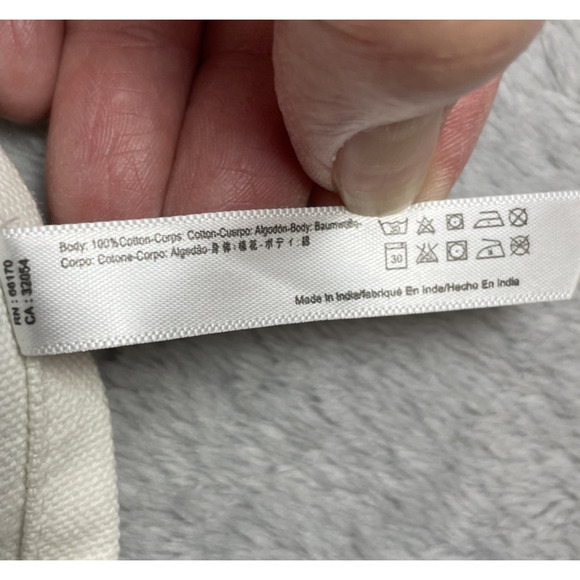 Body: 100%Cotton-Corps: Cotton-Cuerpo: Algodón-Body: Baumwolle-
Corpo: Cotone-Corpo: Algodão-身体:棉花-ボディ:綿
30
Made in India/fabriqué En Inde/Hecho En India
RN : 66170
CA : 32054